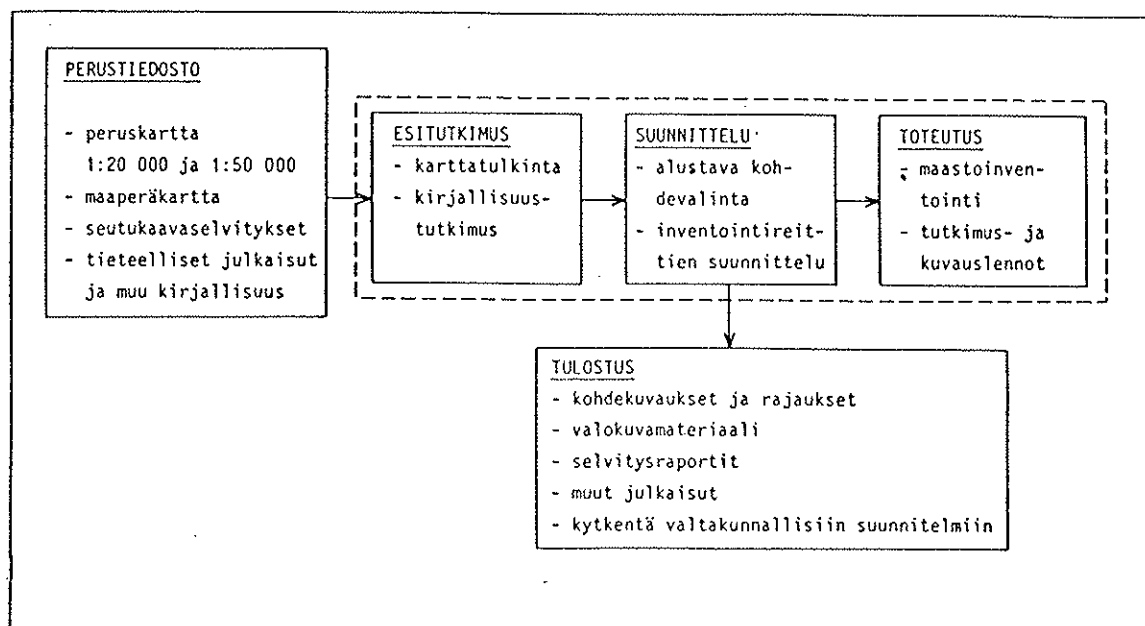 PERUSTIEDOSTO
- peruskartta
1:20 000 ja 1:50 000
- maaperäkartta
- seutukaavaselvitykset
- tieteelliset julkaisut
ja muu kirjallisuus
ESITUTKIMUS
- karttatulkinta
- kirjallisuus-
tutkimus
SUUNNITTELU
- alustava koh-
devalinta
- inventointireit-
tien suunnittelu
TOTEUTUS
- maastoinven-
tointi
- tutkimus- ja
kuvauslennot
TULOSTUS
- kohdekuvaukset ja rajaukset
- valokuvamateriaali
- selvitysraportit
- muut julkaisut
- kytkentä valtakunnallisiin suunnitelmiin